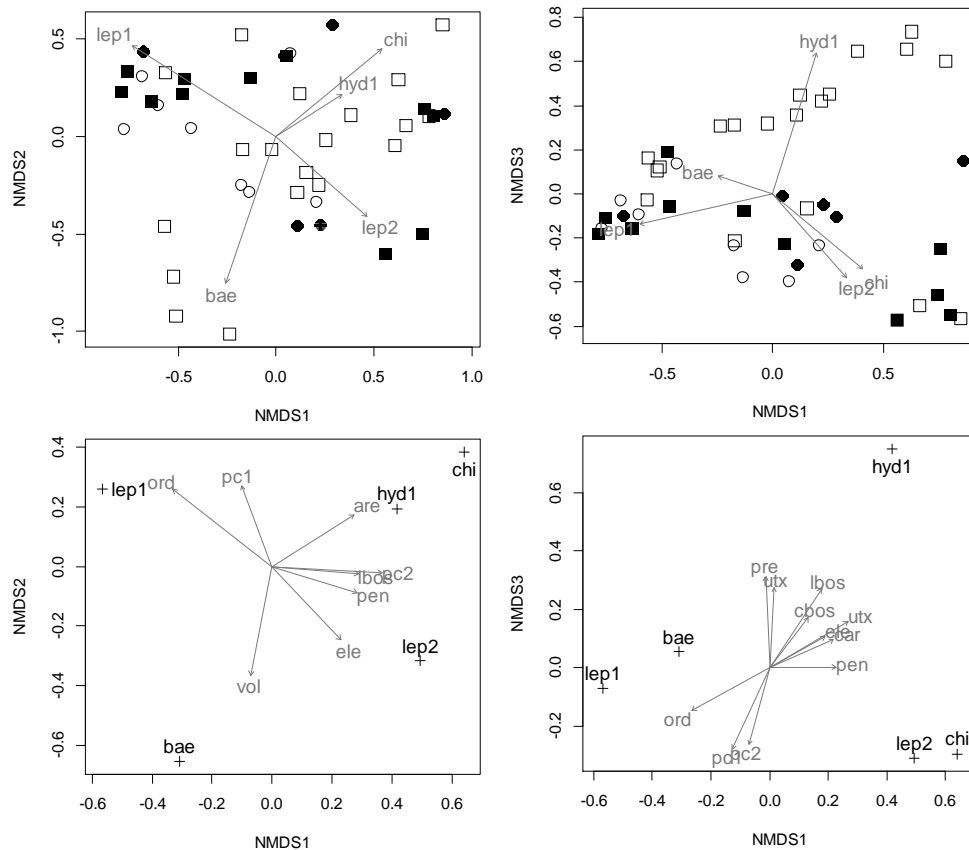 lep1
chi
hyd1
lep2
bae
0.5
0.0
-0.5
-1.0
NMDS2
-0.5
0.0
0.5
1.0
NMDS1
hyd1
bae
lep1
chi
lep2
0.8
0.6
0.4
0.2
0.0
-0.2
-0.4
-0.6
NMDS3
-0.5
0.0
0.5
NMDS1
chi
lep1
ord
pc1
hyd1
are
pc2
lbos
pen
ele
lep2
vol
bae
0.4
0.2
0.0
-0.2
-0.4
-0.6
NMDS2
-0.6
-0.4
-0.2
0.0
0.2
0.4
0.6
NMDS1
hyd1
pre
utx
lbos
cbos
utx
ele
car
bae
pen
lep1
ord
pc1
pc2
lep2
chi
0.6
0.4
0.2
0.0
-0.2
NMDS3
-0.6
-0.4
-0.2
0.0
0.2
0.4
0.6
NMDS1